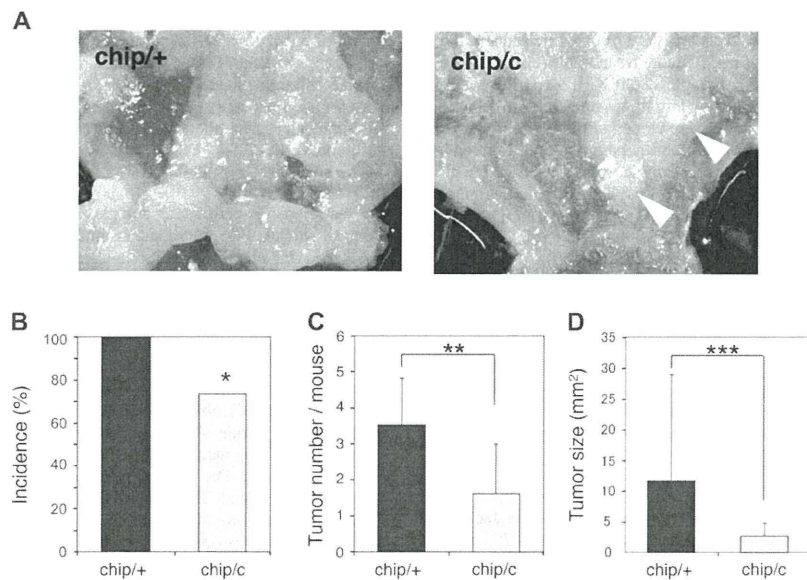 A
chip/+
chip/c
B
Incidence (%)
100
80
60
40
20
0
*
chip/+
chip/c
C
Tumor number / mouse
6
5
4
3
2
1
0
**
chip/+
chip/c
D
Tumor size (mm²)
35
30
25
20
15
10
5
0
***
chip/+
chip/c